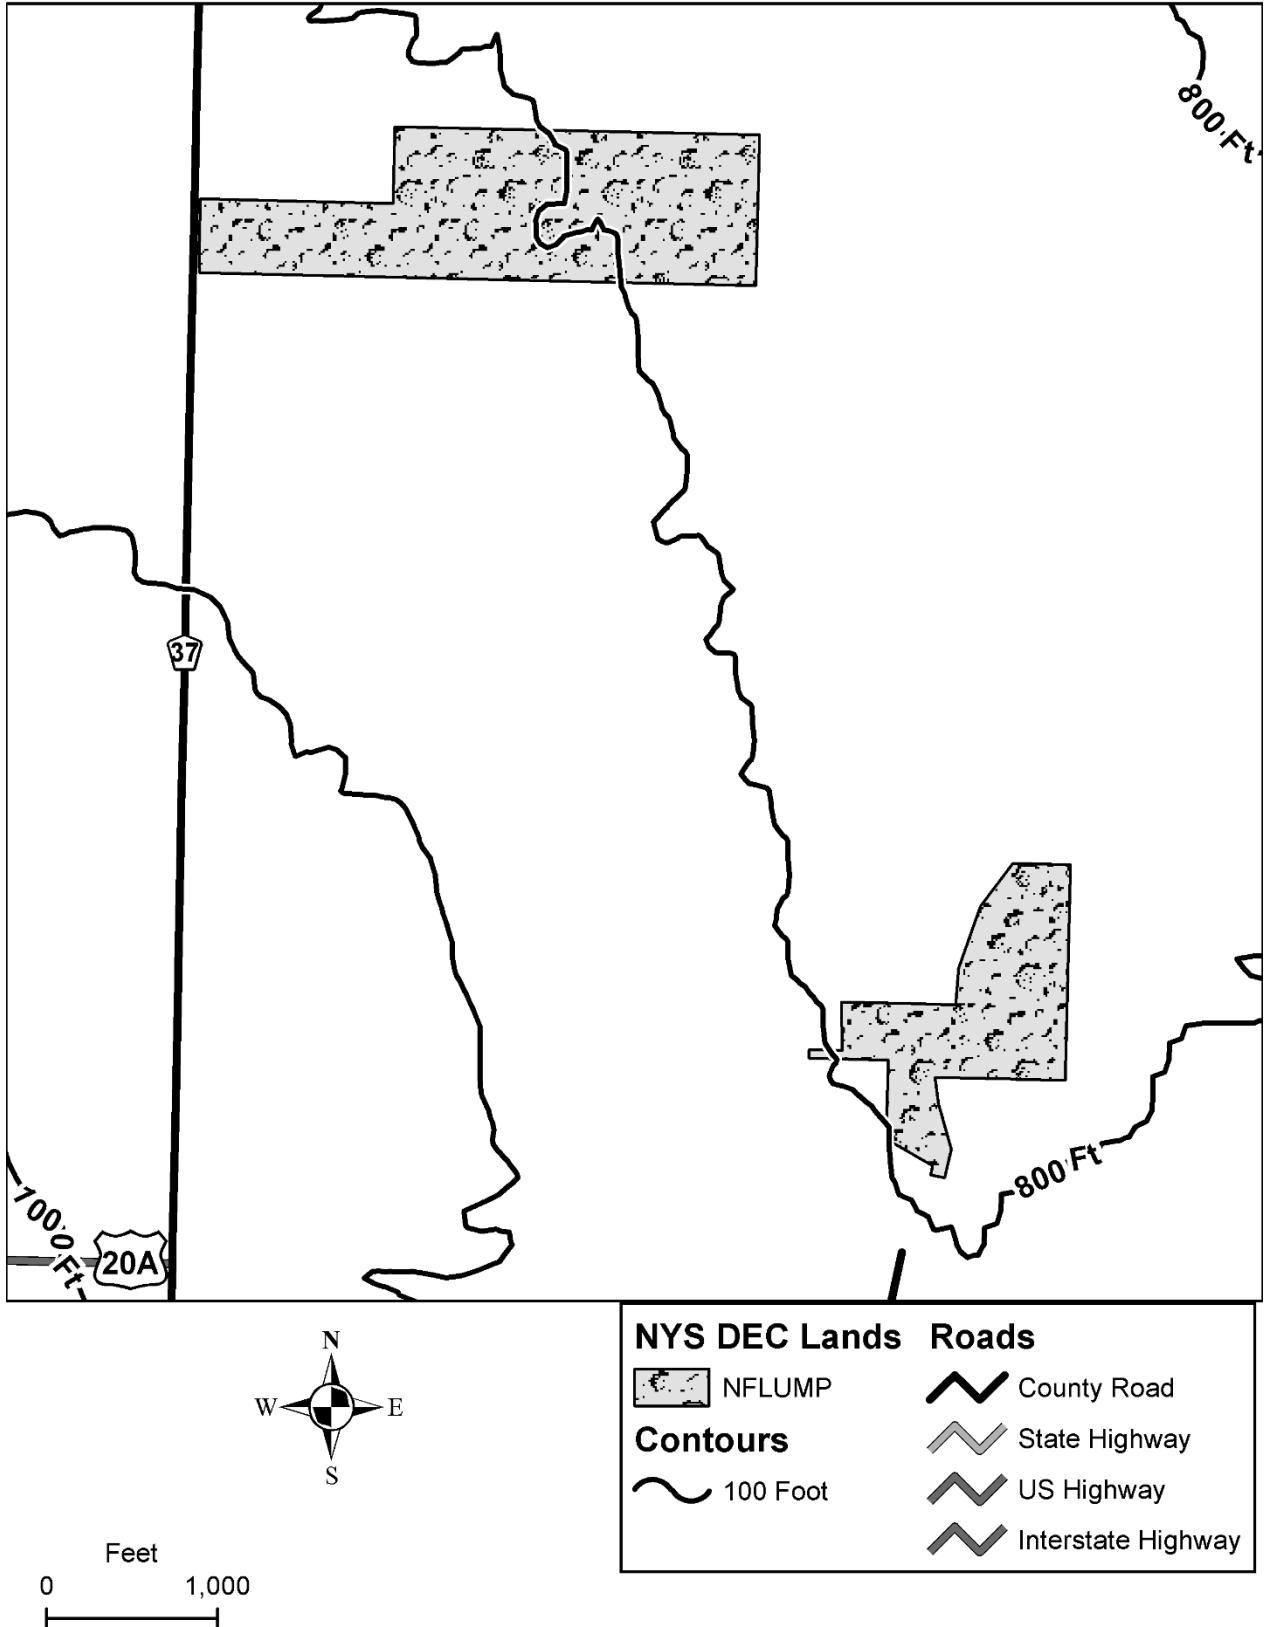 800 Ft
37
800 Ft
1000 Ft
20A
N
W E
S
Feet
0 1,000
NYS DEC Lands
NFLUMP
Contours
100 Foot
Roads
County Road
State Highway
US Highway
Interstate Highway